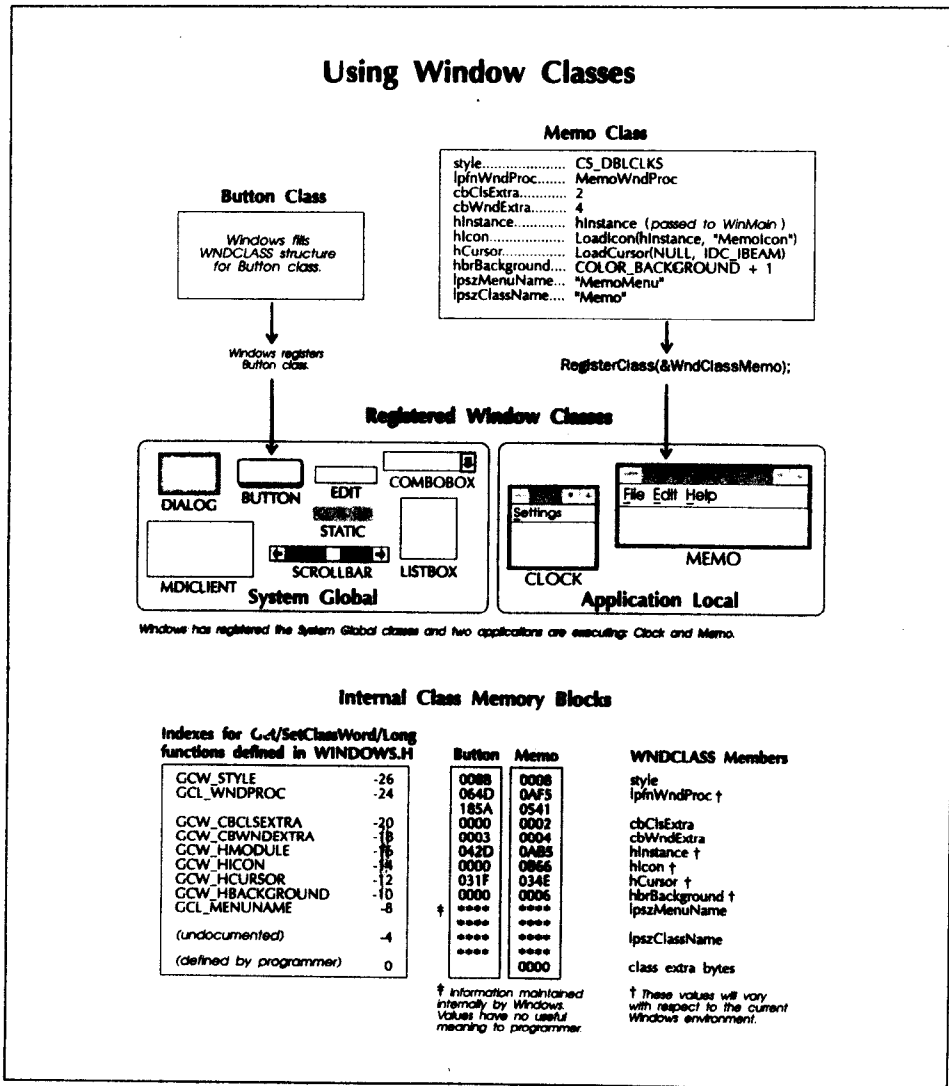 Using Window Classes
Button Class
Windows fills
WNDCLASS structure
for Button class.
Windows registers
Button class.
Memo Class
style..................... CS_DBLCLKS
lpfnWndProc....... MemoWndProc
cbClsExtra............ 2
cbWndExtra......... 4
hInstance............. hInstance (passed to WinMain)
hIcon................... LoadIcon(hInstance, "MemoIcon")
hCursor................ LoadCursor(NULL, IDC_IBEAM)
hbrBackground.... COLOR_BACKGROUND + 1
lpszMenuName... "MemoMenu"
lpszClassName.... "Memo"
RegisterClass(&WndClassMemo);
Registered Window Classes
DIALOG
BUTTON
EDIT
COMBOBOX
STATIC
MDICLIENT
SCROLLBAR
LISTBOX
System Global
Settings
CLOCK
File Edit Help
MEMO
Application Local
Windows has registered the System Global classes and two applications are executing: Clock and Memo.
Internal Class Memory Blocks
Indexes for Get/SetClassWord/Long
functions defined in WINDOWS.H
Button Memo WNDCLASS Members
GCW_STYLE -26 0088 0008 style
GCL_WNDPROC -24 064D 0AF5 lpfnWndProc †
185A 0541
GCW_CBCLSEXTRA -20 0000 0002 cbClsExtra
GCW_CBWNDEXTRA -18 0003 0004 cbWndExtra
GCW_HMODULE -16 042D 0AB5 hInstance †
GCW_HICON -14 0000 0B66 hIcon †
GCW_HCURSOR -12 031F 034E hCursor †
GCW_HBACKGROUND -10 0000 0006 hbrBackground †
GCL_MENUNAME -8 ‡ **** **** lpszMenuName
**** ****
(undocumented) -4 **** **** lpszClassName
**** ****
(defined by programmer) 0 0000 class extra bytes
‡ Information maintained
internally by Windows.
Values have no useful
meaning to programmer.
† These values will vary
with respect to the current
Windows environment.